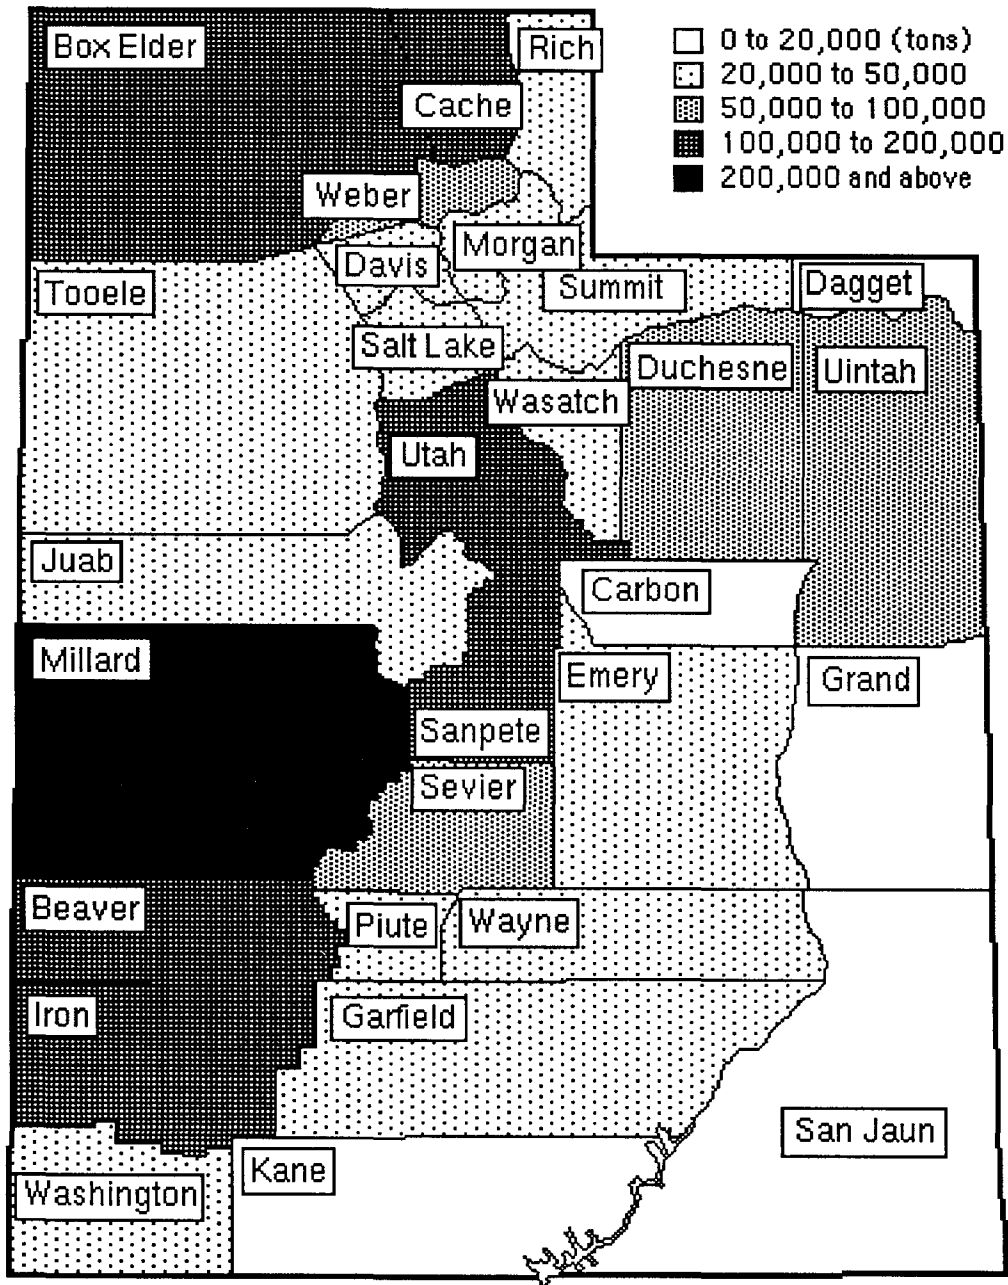 Box Elder
Rich
0 to 20,000 (tons)
20,000 to 50,000
50,000 to 100,000
100,000 to 200,000
200,000 and above
Cache
Weber
Morgan
Davis
Tooele
Summit
Dagget
Salt Lake
Duchesne
Uintah
Wasatch
Utah
Juab
Carbon
Millard
Emery
Grand
Sanpete
Sevier
Beaver
Piute
Wayne
Iron
Garfield
San Jaun
Kane
Washington